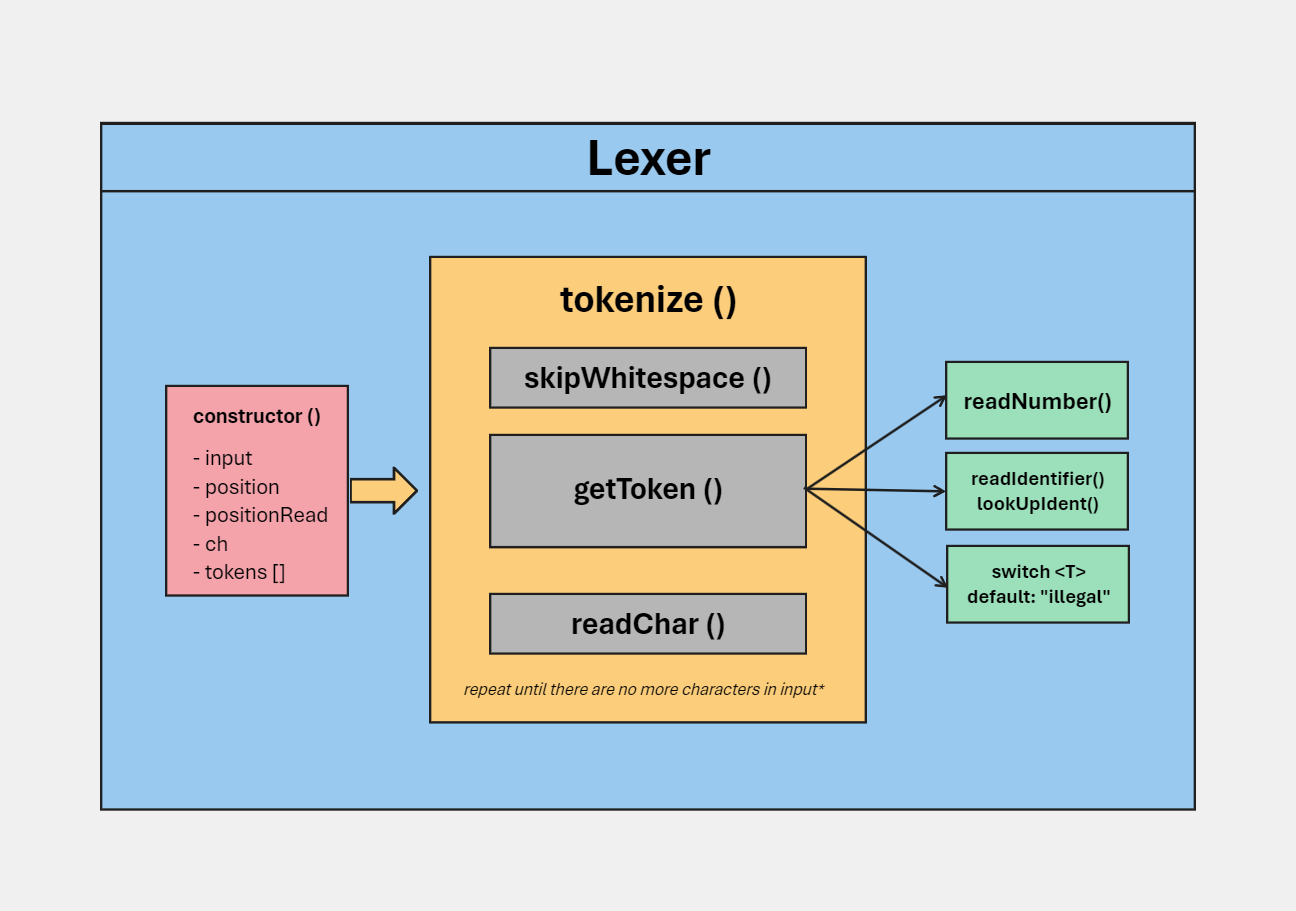 Lexer
constructor ()
- input
- position
- positionRead
- ch
- tokens []
tokenize ()
skipWhitespace ()
getToken ()
readChar ()
repeat until there are no more characters in input*
readNumber()
readIdentifier()
lookUpIdent()
switch <T>
default: "illegal"